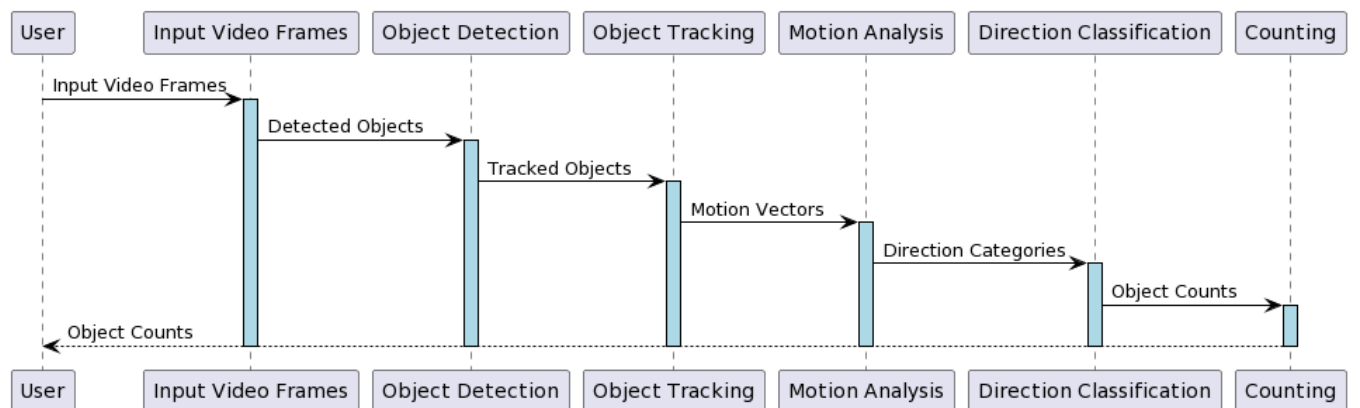 User Input Video Frames Object Detection Object Tracking Motion Analysis Direction Classification Counting
Input Video Frames
Detected Objects
Tracked Objects
Motion Vectors
Direction Categories
Object Counts
Object Counts
User Input Video Frames Object Detection Object Tracking Motion Analysis Direction Classification Counting